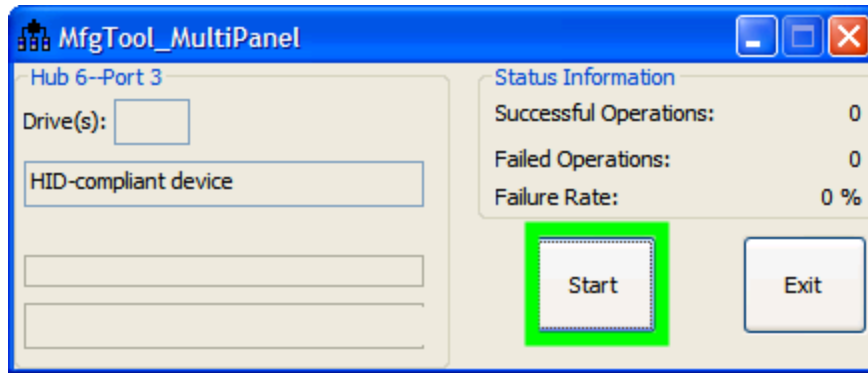 MfgTool_MultiPanel
Hub 6--Port 3
Drive(s):
HID-compliant device
Status Information
Successful Operations: 0
Failed Operations: 0
Failure Rate: 0 %
Start
Exit